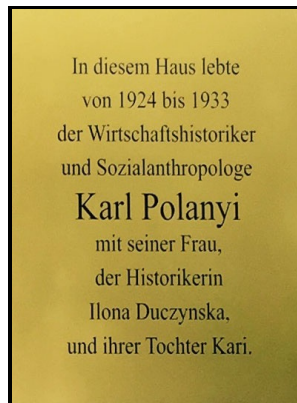 In diesem Haus lebte
von 1924 bis 1933
der Wirtschaftshistoriker
und Sozialanthropologe
Karl Polanyi
mit seiner Frau,
der Historikerin
Ilona Duczynska,
und ihrer Tochter Kari.